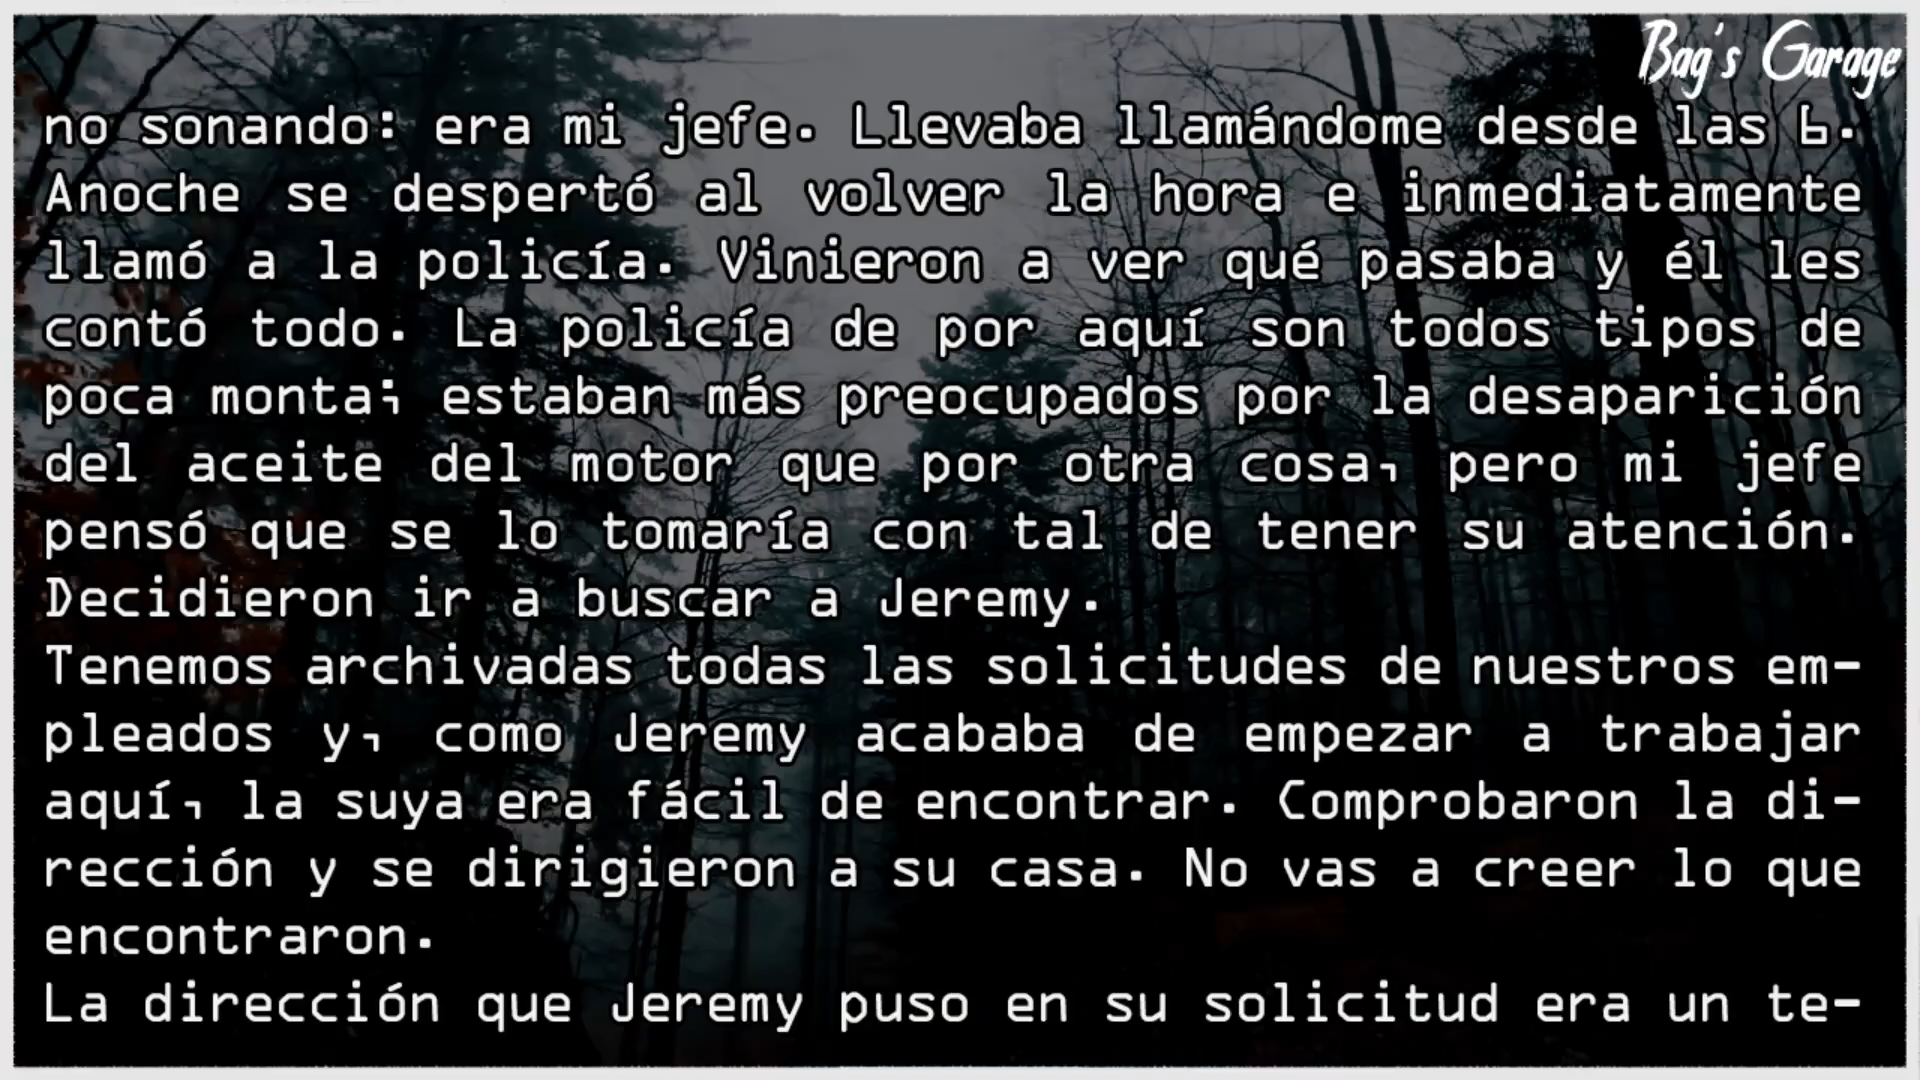 Bag's Garage
no sonando: era mi jefe. Llevaba llamándome desde las 6.
Anoche se despertó al volver la hora e inmediatamente
llamó a la policía. Vinieron a ver qué pasaba y él les
contó todo. La policía de por aquí son todos tipos de
poca monta; estaban más preocupados por la desaparición
del aceite del motor que por otra cosa, pero mi jefe
pensó que se lo tomaría con tal de tener su atención.
Decidieron ir a buscar a Jeremy.
Tenemos archivadas todas las solicitudes de nuestros em-
pleados y, como Jeremy acababa de empezar a trabajar
aquí, la suya era fácil de encontrar. Comprobaron la di-
rección y se dirigieron a su casa. No vas a creer lo que
encontraron.
La dirección que Jeremy puso en su solicitud era un te-